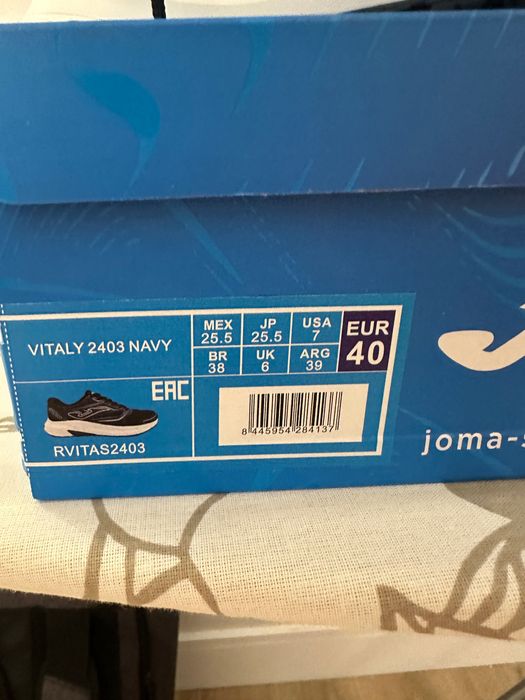 VITALY 2403 NAVY
EAC
RVITAS2403
MEX
25.5
JP
25.5
USA
7
EUR
40
BR
38
UK
6
ARG
39
8 445954 284137
joma-s